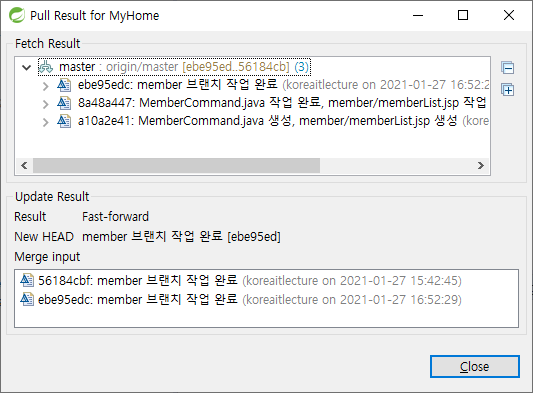 Pull Result for MyHome
Fetch Result
master : origin/master [ebe95ed..56184cb] (3)
ebe95edc: member 브랜치 작업 완료 (koreaitlecture on 2021-01-27 16:52:2
8a48a447: MemberCommand.java 작업 완료, member/memberList.jsp 작업
a10a2e41: MemberCommand.java 생성, member/memberList.jsp 생성 (korea
Update Result
Result Fast-forward
New HEAD member 브랜치 작업 완료 [ebe95ed]
Merge input
56184cbf: member 브랜치 작업 완료 (koreaitlecture on 2021-01-27 15:42:45)
ebe95edc: member 브랜치 작업 완료 (koreaitlecture on 2021-01-27 16:52:29)
Close